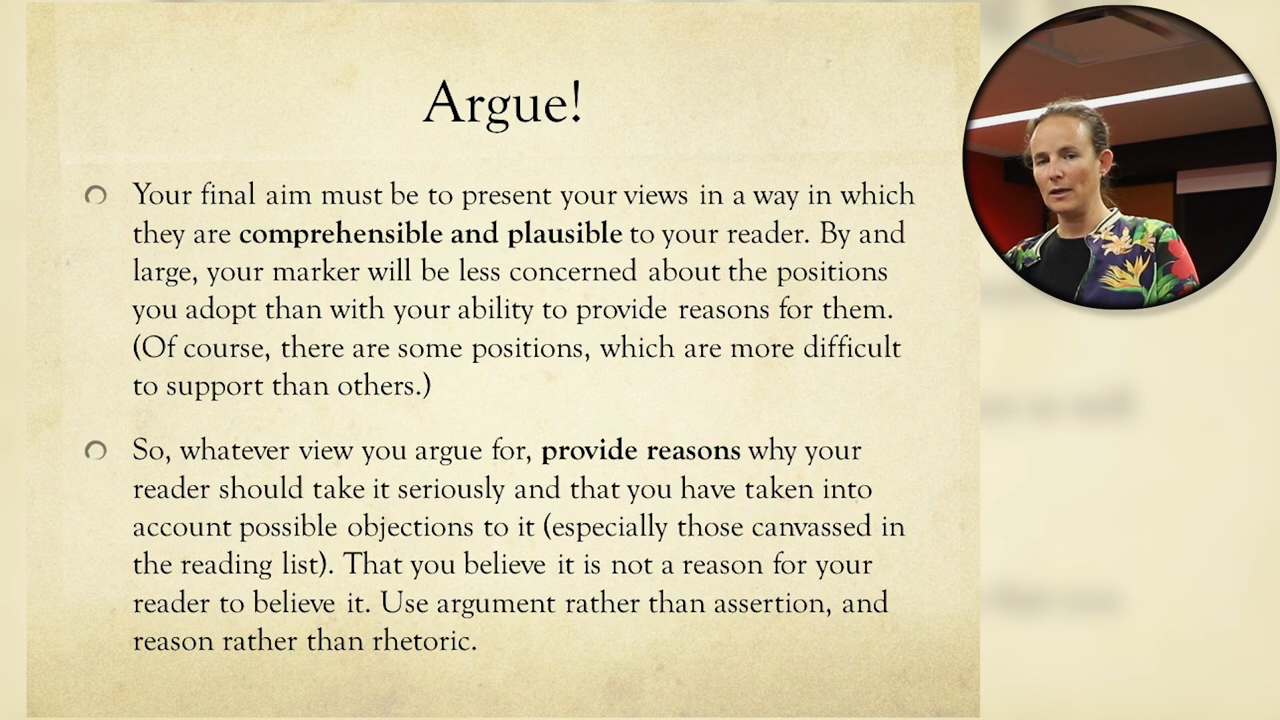 Argue!
Your final aim must be to present your views in a way in which
they are comprehensible and plausible to your reader. By and
large, your marker will be less concerned about the positions
you adopt than with your ability to provide reasons for them.
(Of course, there are some positions, which are more difficult
to support than others.)
So, whatever view you argue for, provide reasons why your
reader should take it seriously and that you have taken into
account possible objections to it (especially those canvassed in
the reading list). That you believe it is not a reason for your
reader to believe it. Use argument rather than assertion, and
reason rather than rhetoric.